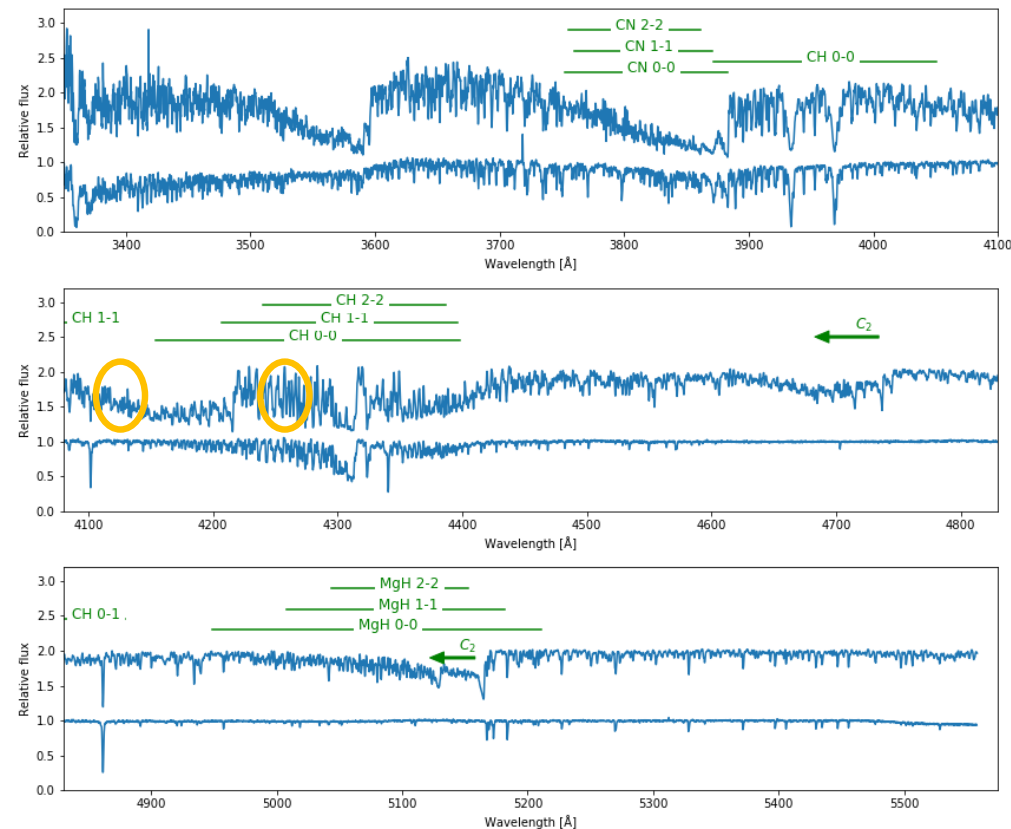 3.0
2.5
2.0
1.5
1.0
0.5
0.0
Relative flux
CN 2-2
CN 1-1
CN 0-0
CH 0-0
3400 3500 3600 3700 3800 3900 4000 4100
Wavelength [Å]
3.0
2.5
2.0
1.5
1.0
0.5
0.0
Relative flux
CH 1-1
CH 2-2
CH 1-1
CH 0-0
C₂
4100 4200 4300 4400 4500 4600 4700 4800
Wavelength [Å]
3.0
2.5
2.0
1.5
1.0
0.5
0.0
Relative flux
CH 0-1
MgH 2-2
MgH 1-1
MgH 0-0
C₂
4900 5000 5100 5200 5300 5400 5500
Wavelength [Å]